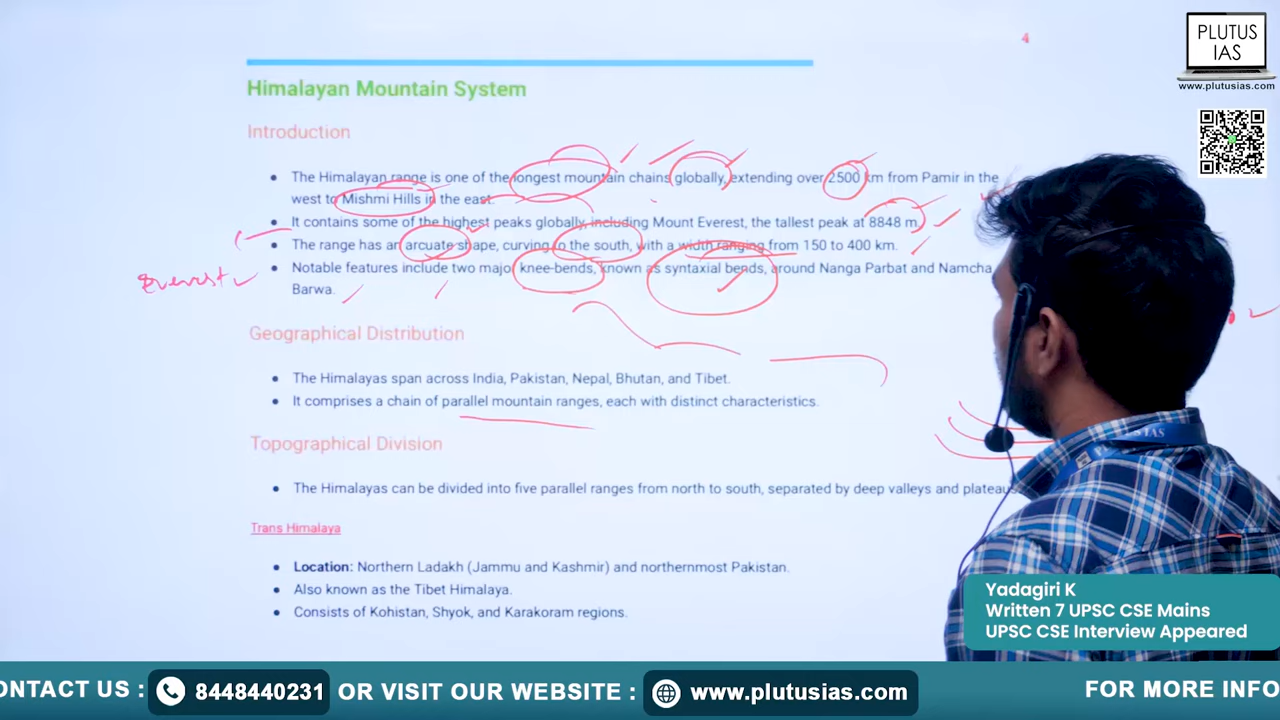 4
PLUTUS
IAS
www.plutusias.com
Himalayan Mountain System
Introduction
The Himalayan range is one of the longest mountain chains globally, extending over 2500 km from Pamir in the
west to Mishmi Hills in the east.
It contains some of the highest peaks globally, including Mount Everest, the tallest peak at 8848 m.
The range has an arcuate shape, curving to the south, with a width ranging from 150 to 400 km.
Notable features include two major knee-bends, known as syntaxial bends, around Nanga Parbat and Namcha
Barwa.
Everest
Geographical Distribution
The Himalayas span across India, Pakistan, Nepal, Bhutan, and Tibet.
It comprises a chain of parallel mountain ranges, each with distinct characteristics.
Topographical Division
The Himalayas can be divided into five parallel ranges from north to south, separated by deep valleys and plateaus
Trans Himalaya
Location: Northern Ladakh (Jammu and Kashmir) and northernmost Pakistan.
Also known as the Tibet Himalaya.
Consists of Kohistan, Shyok, and Karakoram regions.
Yadagiri K
Written 7 UPSC CSE Mains
UPSC CSE Interview Appeared
ONTACT US : 8448440231 OR VISIT OUR WEBSITE : www.plutusias.com FOR MORE INFO